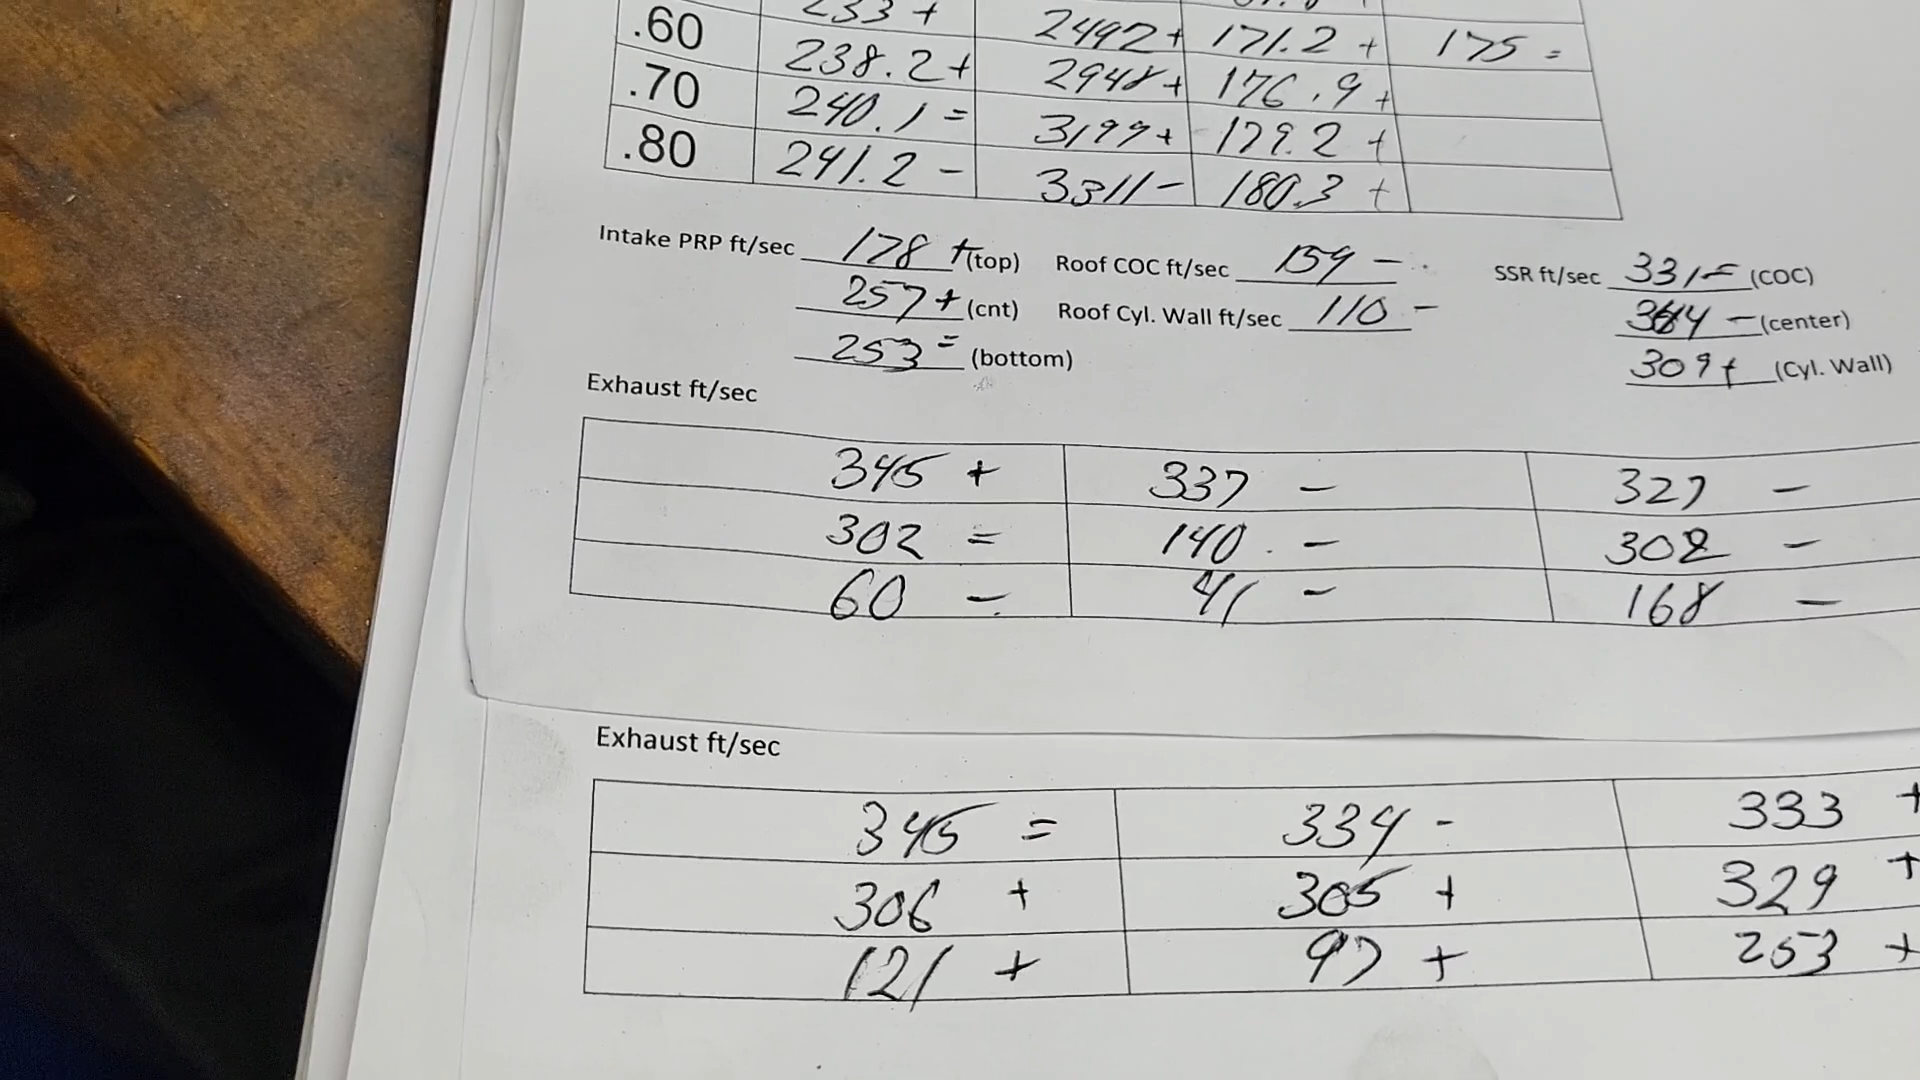 .60 233 + 2492+ 171.2 + 175 =
.70 238.2+ 2948+ 176.9 +
.80 240.1 = 3199+ 179.2 +
241.2 - 3311- 180.3 +
Intake PRP ft/sec 178 +(top) Roof COC ft/sec 159 - SSR ft/sec 331= (COC)
257+ (cnt) Roof Cyl. Wall ft/sec 110 - - (center)
253= (bottom) 309+ (Cyl. Wall)
Exhaust ft/sec
345 + 337 - 327 -
302 = 140 - 302 -
60 - 41 - 168 -
Exhaust ft/sec
345 = 334 - 333 +
306 + 305 + 329 +
121 + 97 + 253 +